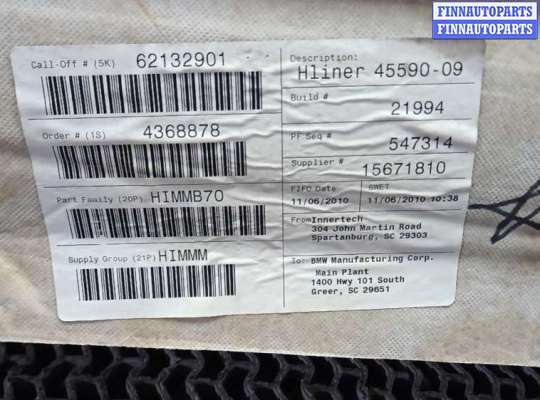 FINNAUTOPARTS
FINNAUTOPARTS
Call-Off # (5K) 62132901
Order # (1S) 4368878
Part Family (20P) HIMMB70
Supply Group (21P) HIMMM
Description:
Hliner 45590-09
Build # 21994
PF Seq # 547314
Supplier # 15671810
FIFO Date
11/06/2010
GWET
11/06/2010 10:38
From Innertech
304 John Martin Road
Spartanburg, SC 29303
To: BMW Manufacturing Corp.
Main Plant
1400 Hwy 101 South
Greer, SC 29651